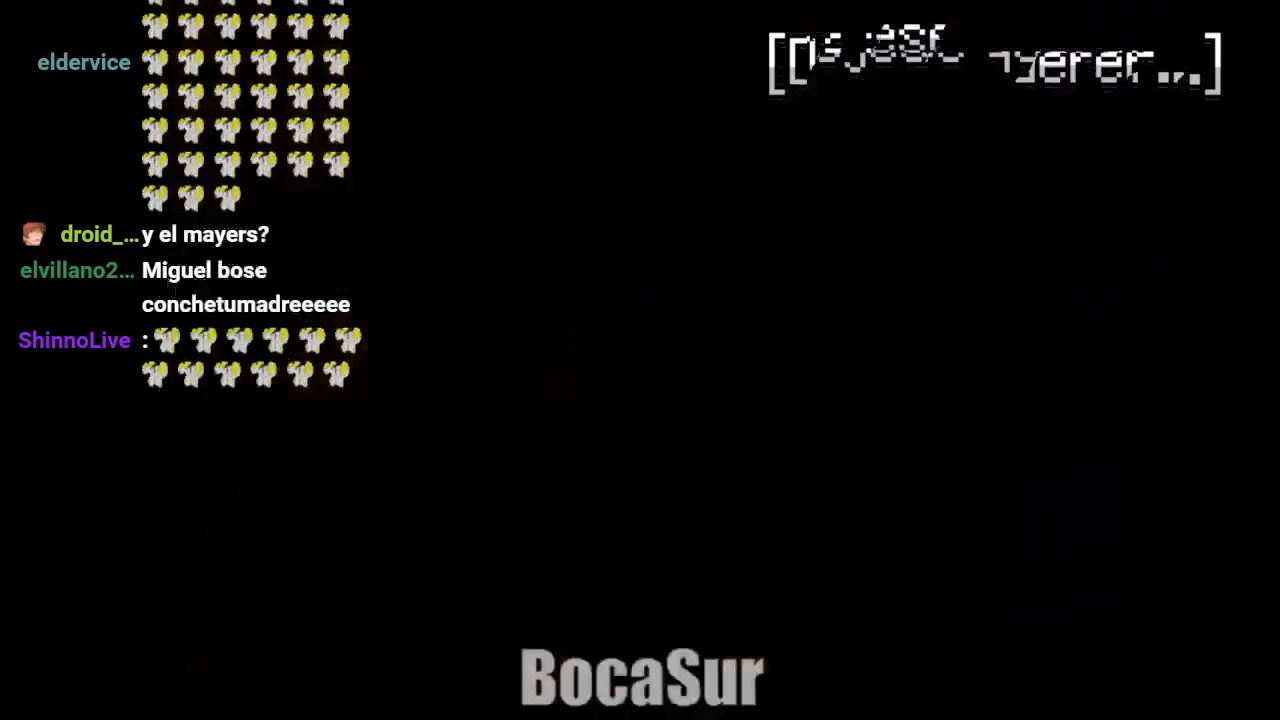 eldervice
droid_… y el mayers?
elvillano2… Miguel bose
conchetumadreeeee
ShinnoLive :
BocaSur